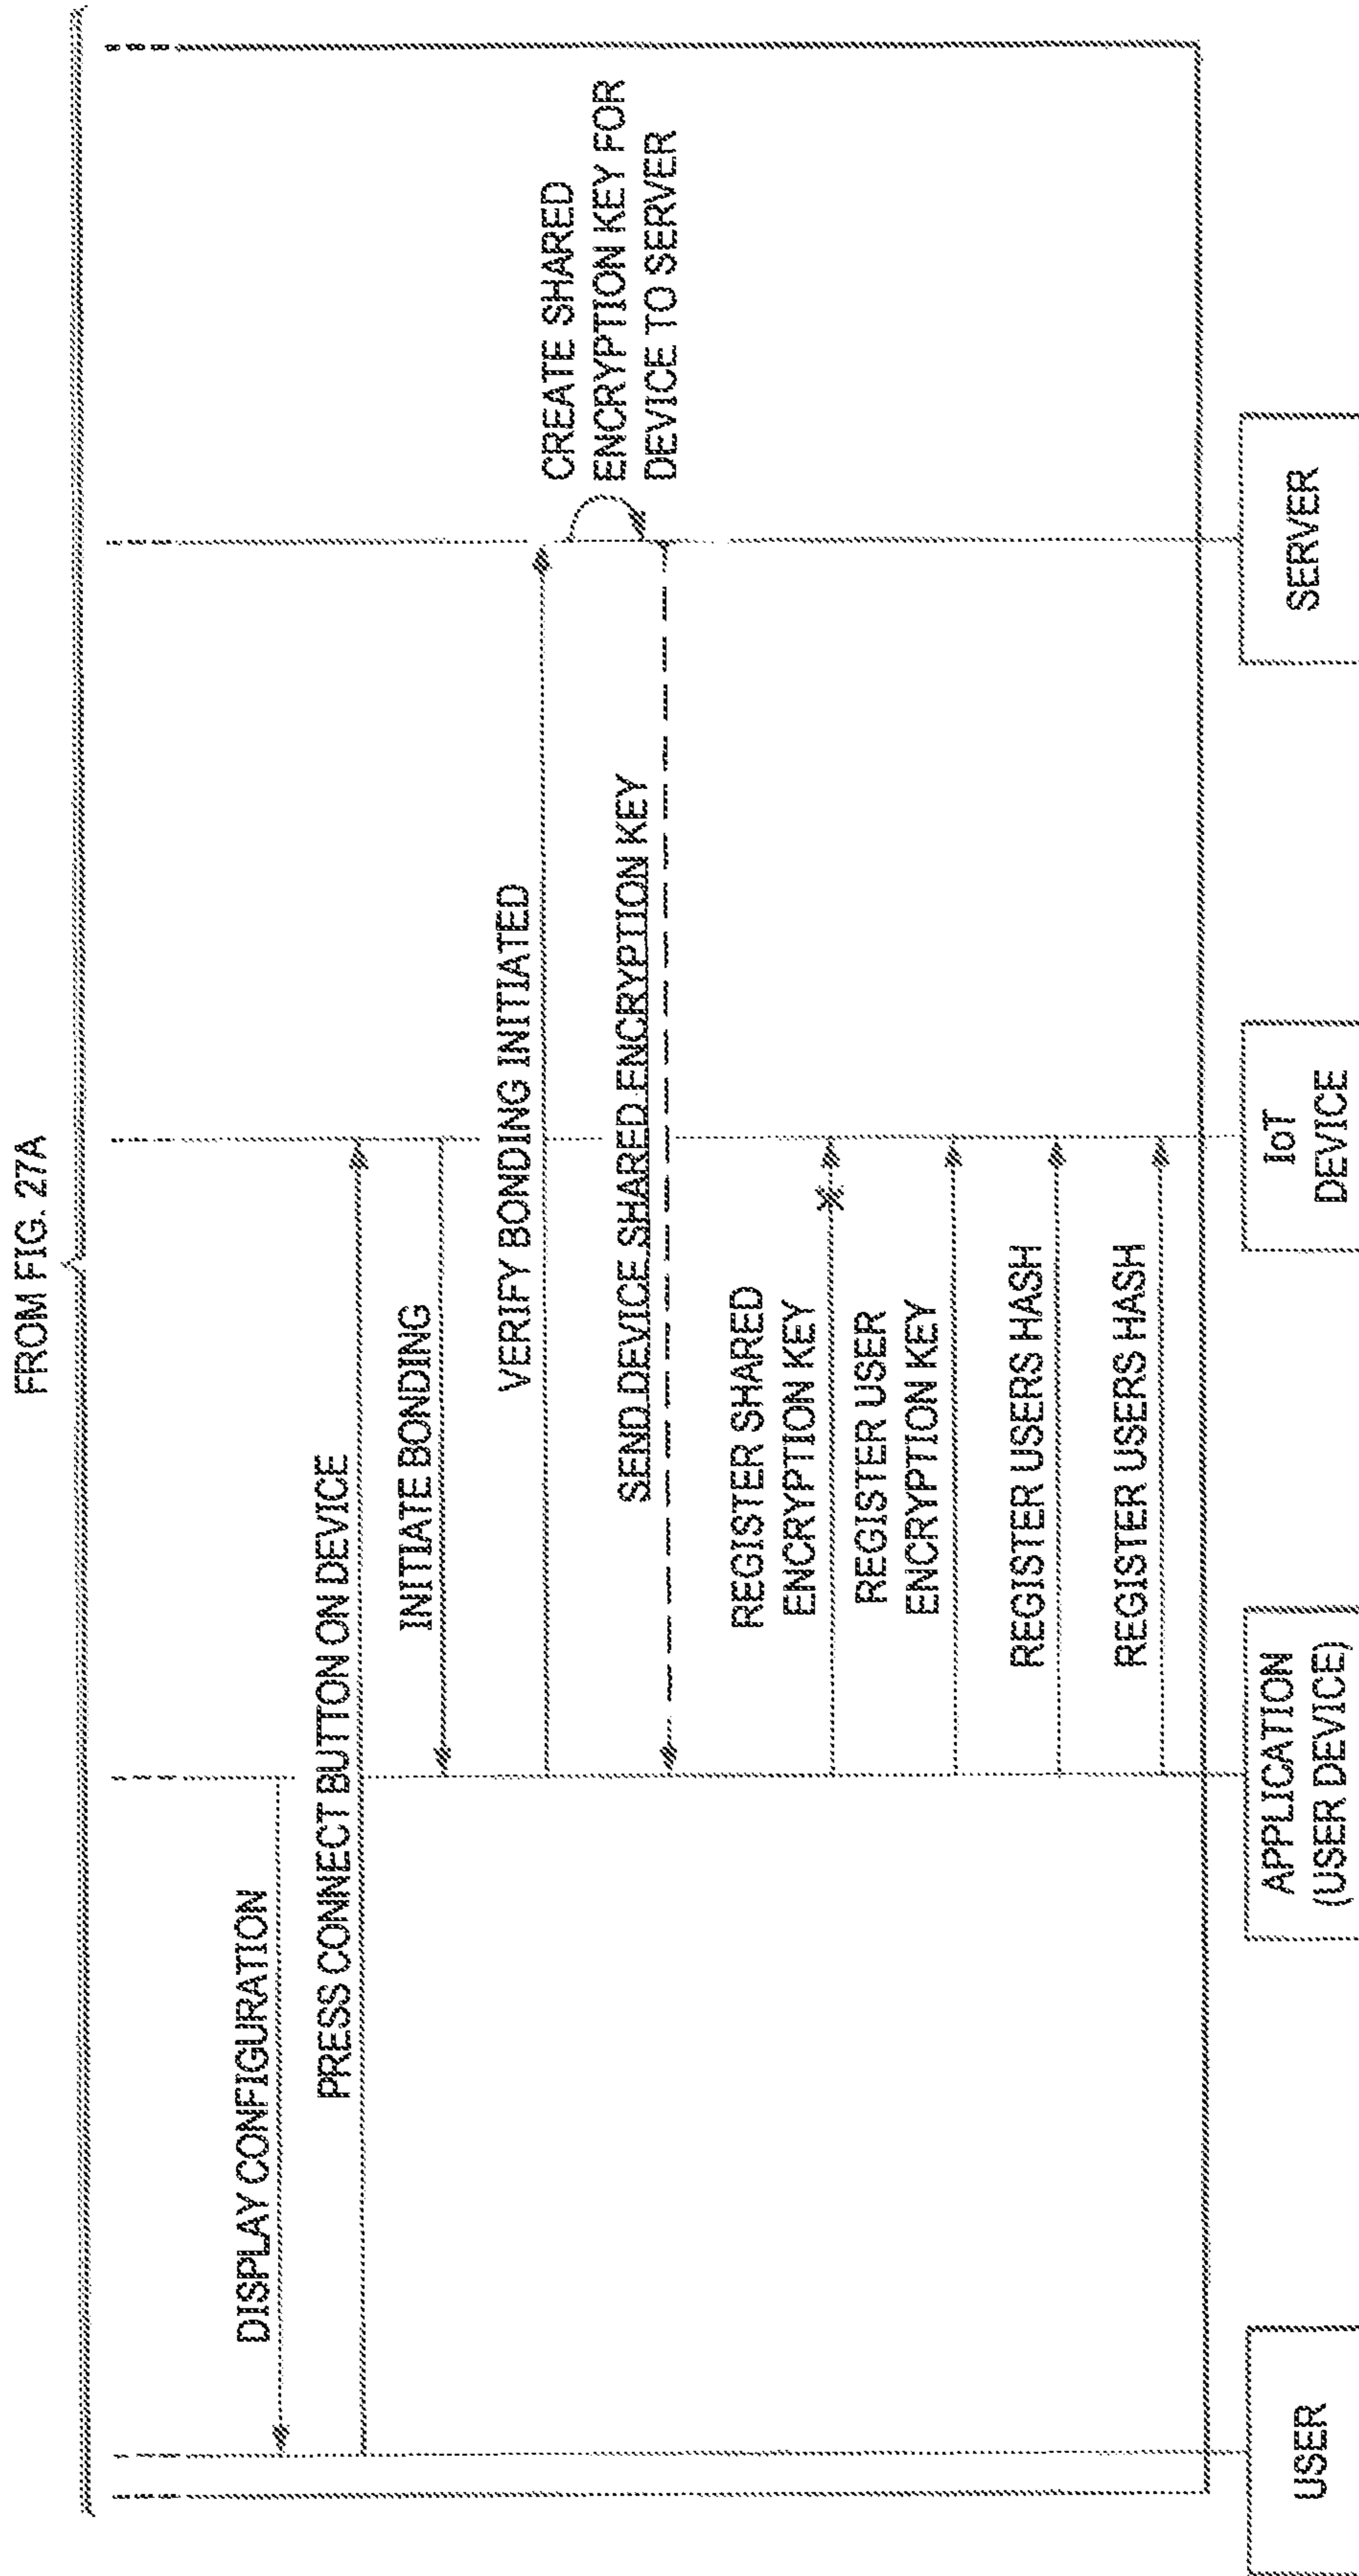 FROM FIG. 27A
DISPLAY CONFIGURATION
PRESS CONNECT BUTTON ON DEVICE
INITIATE BONDING
VERIFY BONDING INITIATED
CREATE SHARED
ENCRYPTION KEY FOR
DEVICE TO SERVER
SEND DEVICE SHARED ENCRYPTION KEY
REGISTER SHARED
ENCRYPTION KEY
REGISTER USER
ENCRYPTION KEY
REGISTER USERS HASH
REGISTER USERS HASH
USER
APPLICATION
(USER DEVICE)
IoT
DEVICE
SERVER